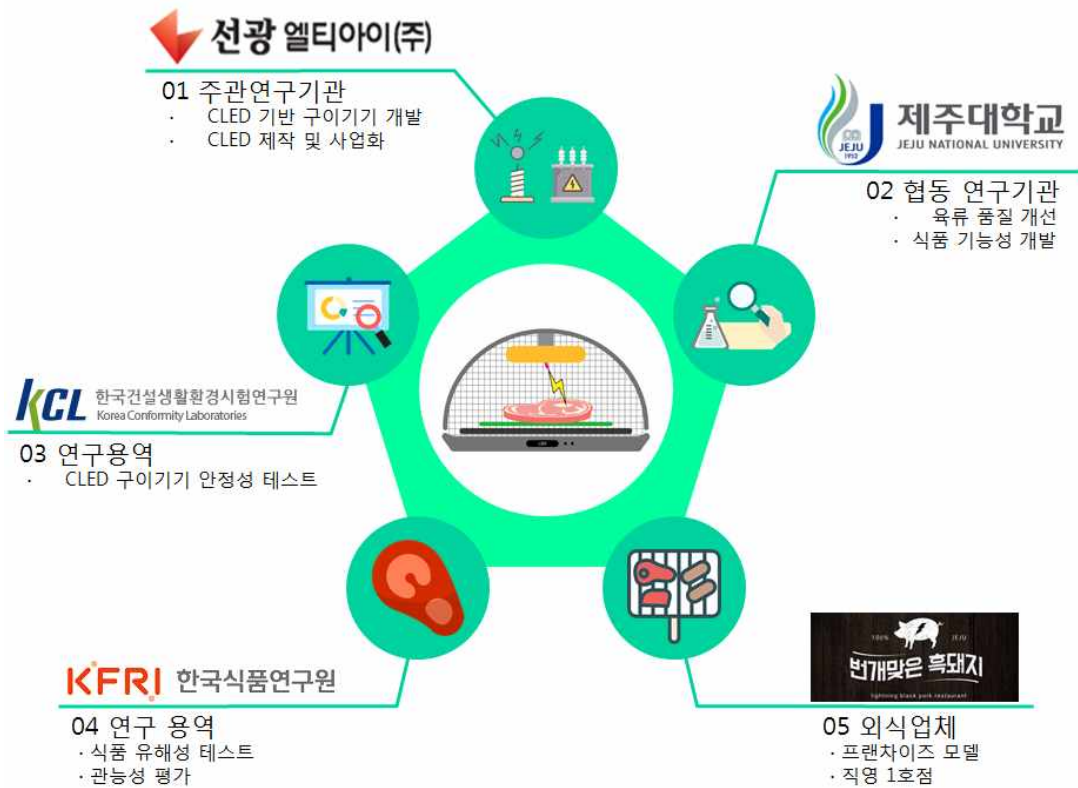 선광 엘티아이(주)
01 주관연구기관
· CLED 기반 구이기기 개발
· CLED 제작 및 사업화
JEJU
1952
제주대학교
JEJU NATIONAL UNIVERSITY
02 협동 연구기관
· 육류 품질 개선
· 식품 기능성 개발
KCL 한국건설생활환경시험연구원
Korea Conformity Laboratories
03 연구용역
· CLED 구이기기 안정성 테스트
KFRI 한국식품연구원
04 연구 용역
· 식품 유해성 테스트
· 관능성 평가
100% JEJU
번개맞은 흑돼지
lightning black pork restaurant
05 외식업체
· 프랜차이즈 모델
· 직영 1호점